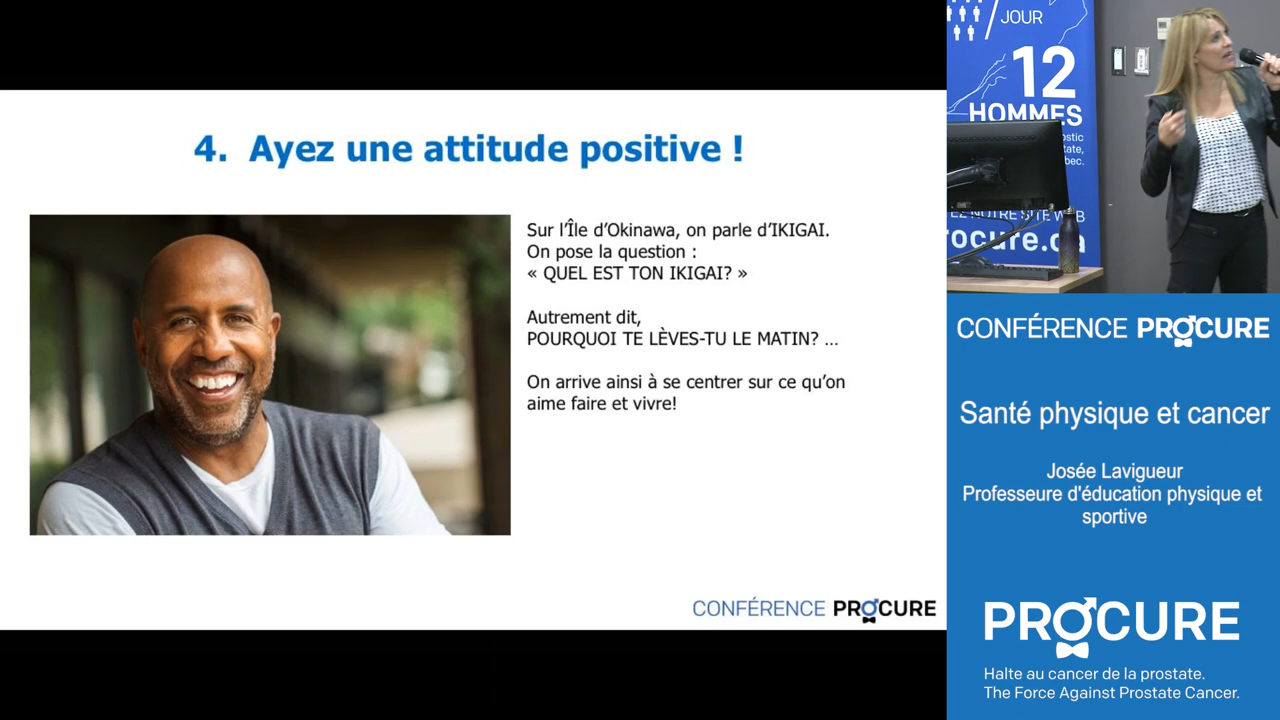 4. Ayez une attitude positive !
Sur l'Île d'Okinawa, on parle d'IKIGAI.
On pose la question :
« QUEL EST TON IKIGAI? »
Autrement dit,
POURQUOI TE LÈVES-TU LE MATIN? ...
On arrive ainsi à se centrer sur ce qu'on
aime faire et vivre!
CONFÉRENCE PROCURE
/ JOUR
12
HOMMES
CONFÉRENCE PROCURE
Santé physique et cancer
Josée Lavigueur
Professeure d'éducation physique et
sportive
PROCURE
Halte au cancer de la prostate.
The Force Against Prostate Cancer.